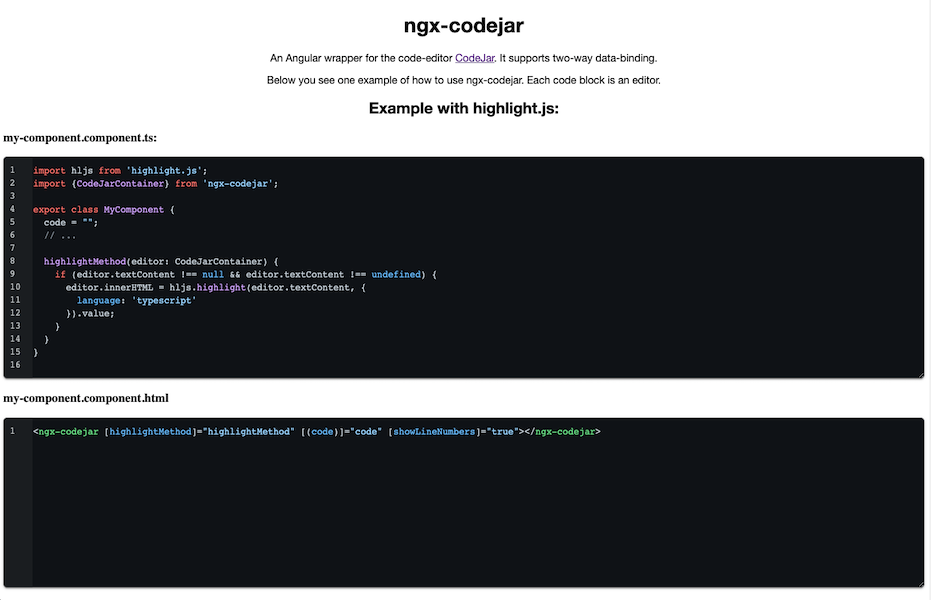 ngx-codejar
An Angular wrapper for the code-editor CodeJar. It supports two-way data-binding.
Below you see one example of how to use ngx-codejar. Each code block is an editor.
Example with highlight.js:
my-component.component.ts:
1 import hljs from 'highlight.js';
2 import {CodeJarContainer} from 'ngx-codejar';
3
4 export class MyComponent {
5   code = "";
6   // ...
7
8   highlightMethod(editor: CodeJarContainer) {
9     if (editor.textContent !== null && editor.textContent !== undefined) {
10       editor.innerHTML = hljs.highlight(editor.textContent, {
11         language: 'typescript'
12       }).value;
13     }
14   }
15 }
16
my-component.component.html
1 <ngx-codejar [highlightMethod]="highlightMethod" [(code)]="code" [showLineNumbers]="true"></ngx-codejar>